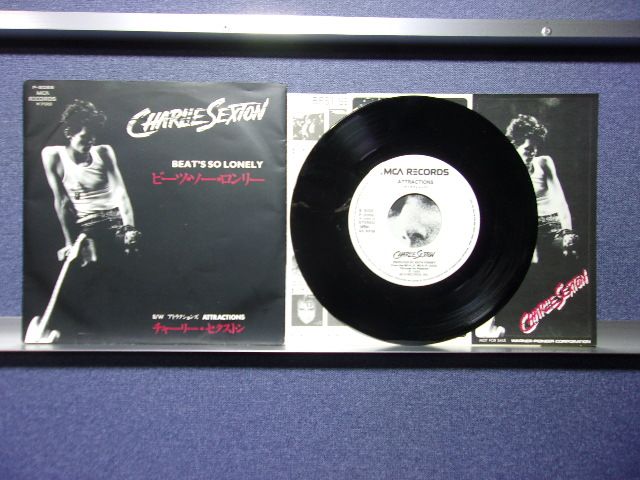 P-2088
MCA
RECORDS
¥700
CHARLIE SEXTON
BEAT'S SO LONELY
ビーツ・ソー・ロンリー
B/W アトラクションズ ATTRACTIONS
チャーリー・セクストン
MCA RECORDS
ATTRACTIONS
CHARLIE SEXTON
CHARLIE SEXTON
NOT FOR SALE WARNER-PIONEER CORPORATION